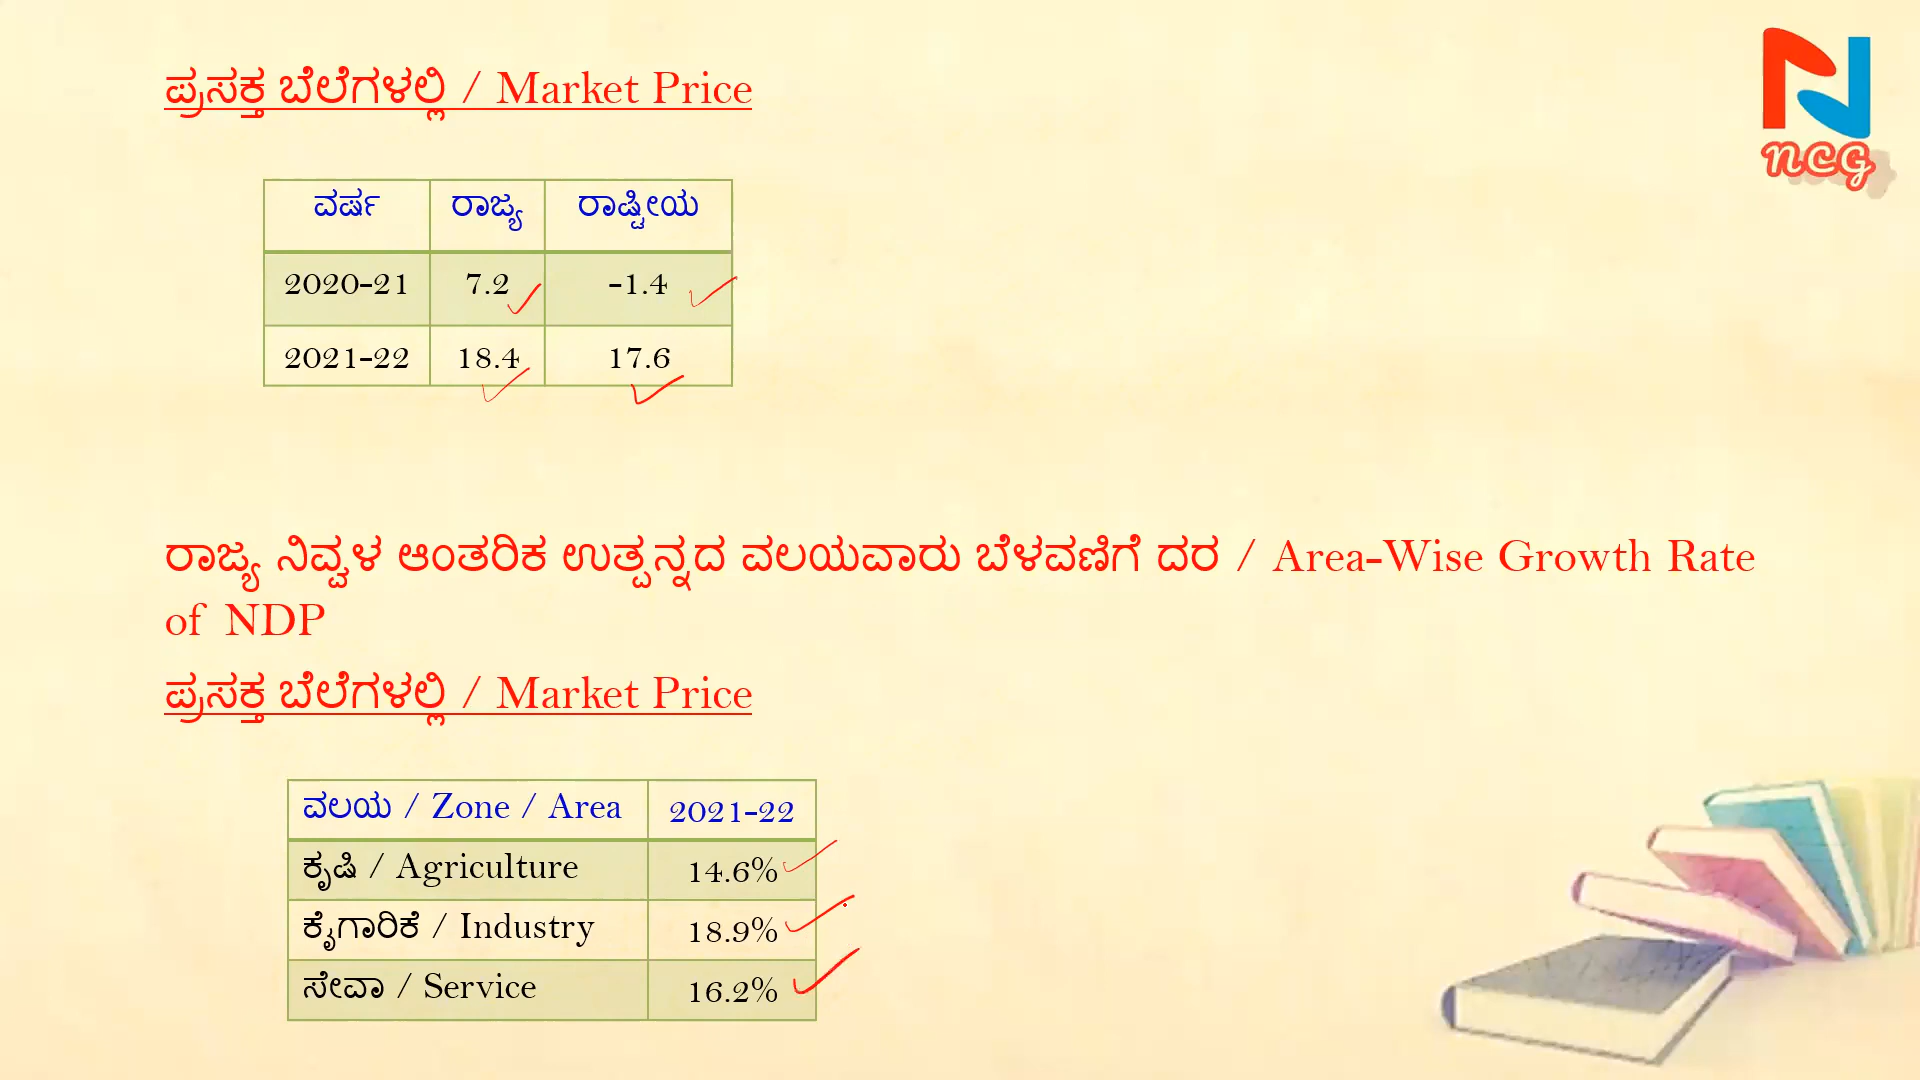 ಪ್ರಸಕ್ತ ಬೆಲೆಗಳಲ್ಲಿ / Market Price
ncg
ವರ್ಷ ರಾಜ್ಯ ರಾಷ್ಟೀಯ
2020-21 7.2 -1.4
2021-22 18.4 17.6
ರಾಜ್ಯ ನಿವ್ವಳ ಆಂತರಿಕ ಉತ್ಪನ್ನದ ವಲಯವಾರು ಬೆಳವಣಿಗೆ ದರ / Area-Wise Growth Rate
of NDP
ಪ್ರಸಕ್ತ ಬೆಲೆಗಳಲ್ಲಿ / Market Price
ವಲಯ / Zone / Area 2021-22
ಕೃಷಿ / Agriculture 14.6%
ಕೈಗಾರಿಕೆ / Industry 18.9%
ಸೇವಾ / Service 16.2%